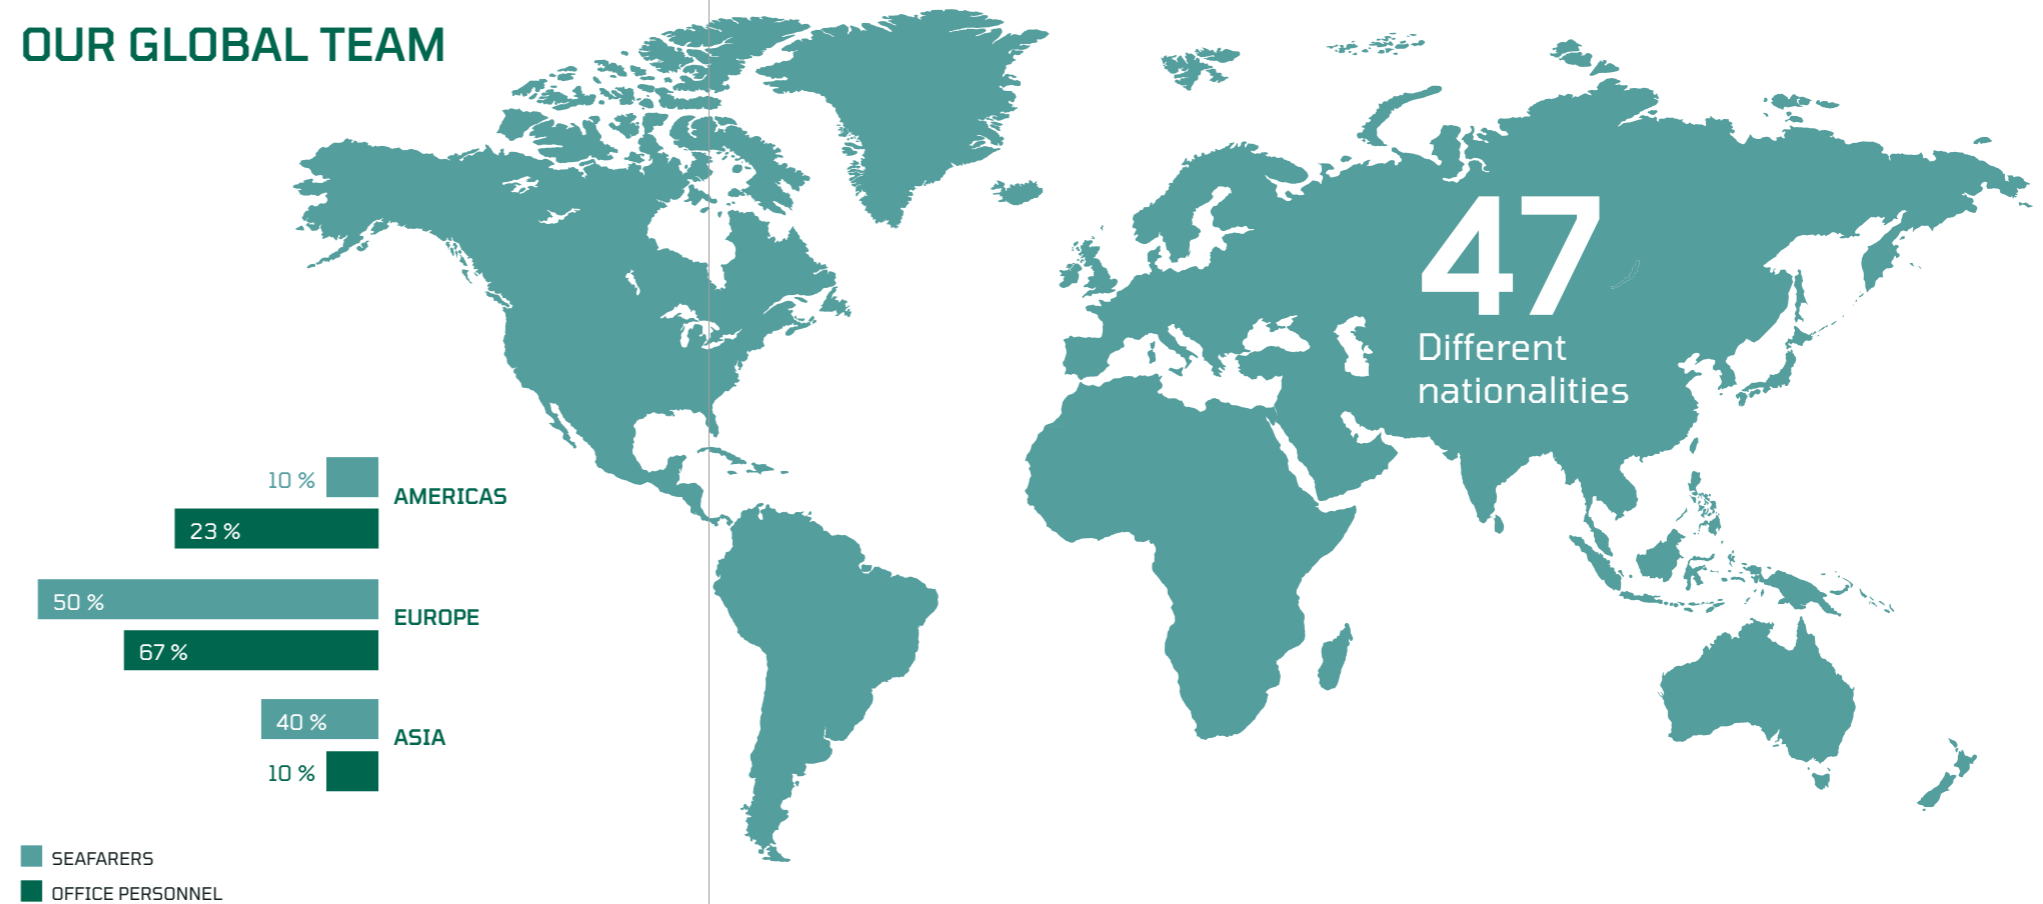 OUR GLOBAL TEAM
47
Different
nationalities
10 %
AMERICAS
23 %
50 %
EUROPE
67 %
40 %
ASIA
10 %
SEAFARERS
OFFICE PERSONNEL